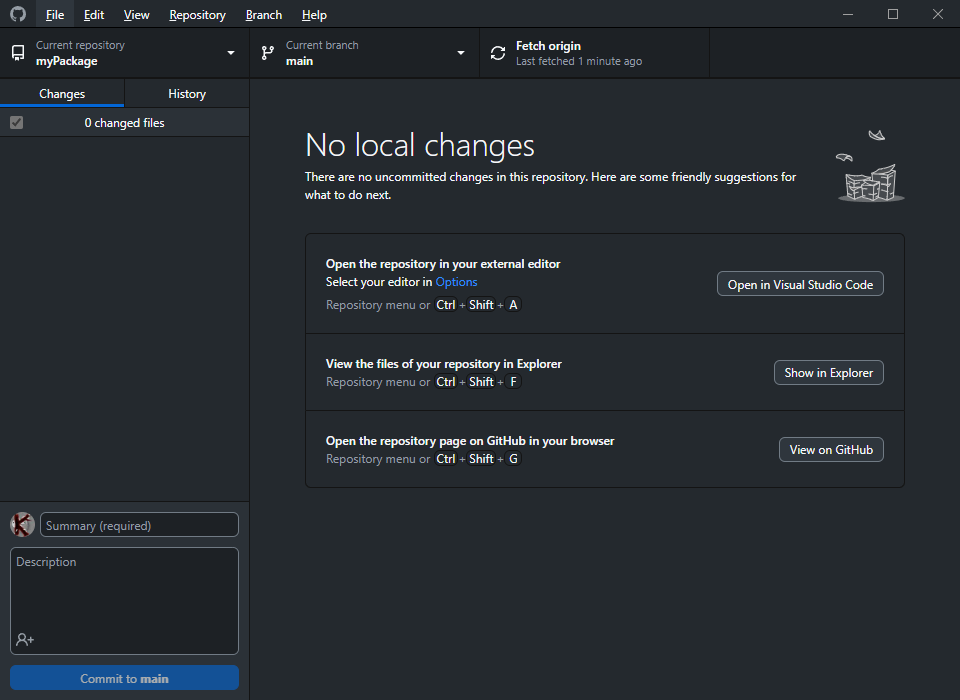 File Edit View Repository Branch Help
Current repository
myPackage
Current branch
main
Fetch origin
Last fetched 1 minute ago
Changes
History
0 changed files
No local changes
There are no uncommitted changes in this repository. Here are some friendly suggestions for
what to do next.
Open the repository in your external editor
Select your editor in Options
Repository menu or Ctrl + Shift + A
Open in Visual Studio Code
View the files of your repository in Explorer
Repository menu or Ctrl + Shift + F
Show in Explorer
Open the repository page on GitHub in your browser
Repository menu or Ctrl + Shift + G
View on GitHub
Summary (required)
Description
Commit to main